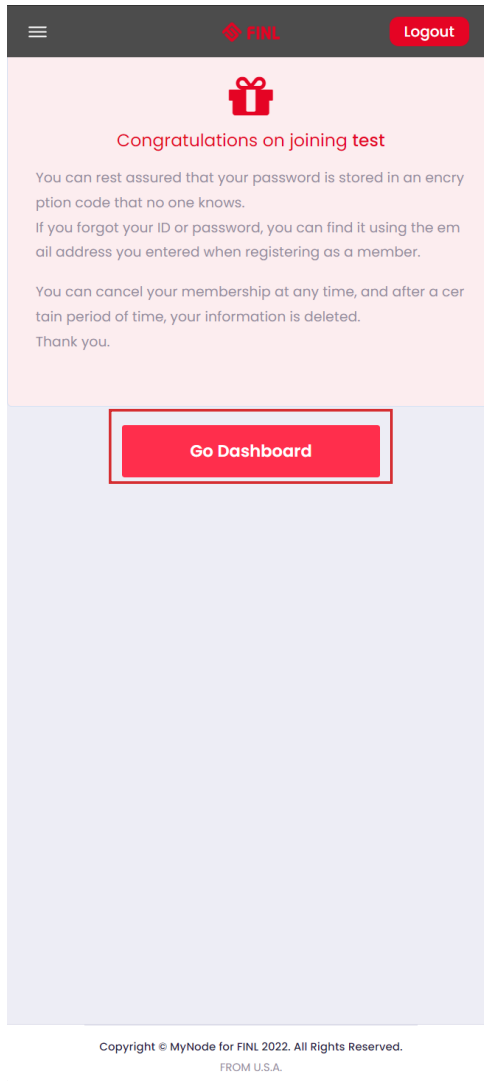 FINL
Logout
Congratulations on joining test
You can rest assured that your password is stored in an encry
ption code that no one knows.
If you forgot your ID or password, you can find it using the em
ail address you entered when registering as a member.
You can cancel your membership at any time, and after a cer
tain period of time, your information is deleted.
Thank you.
Go Dashboard
Copyright © MyNode for FINL 2022. All Rights Reserved.
FROM U.S.A.